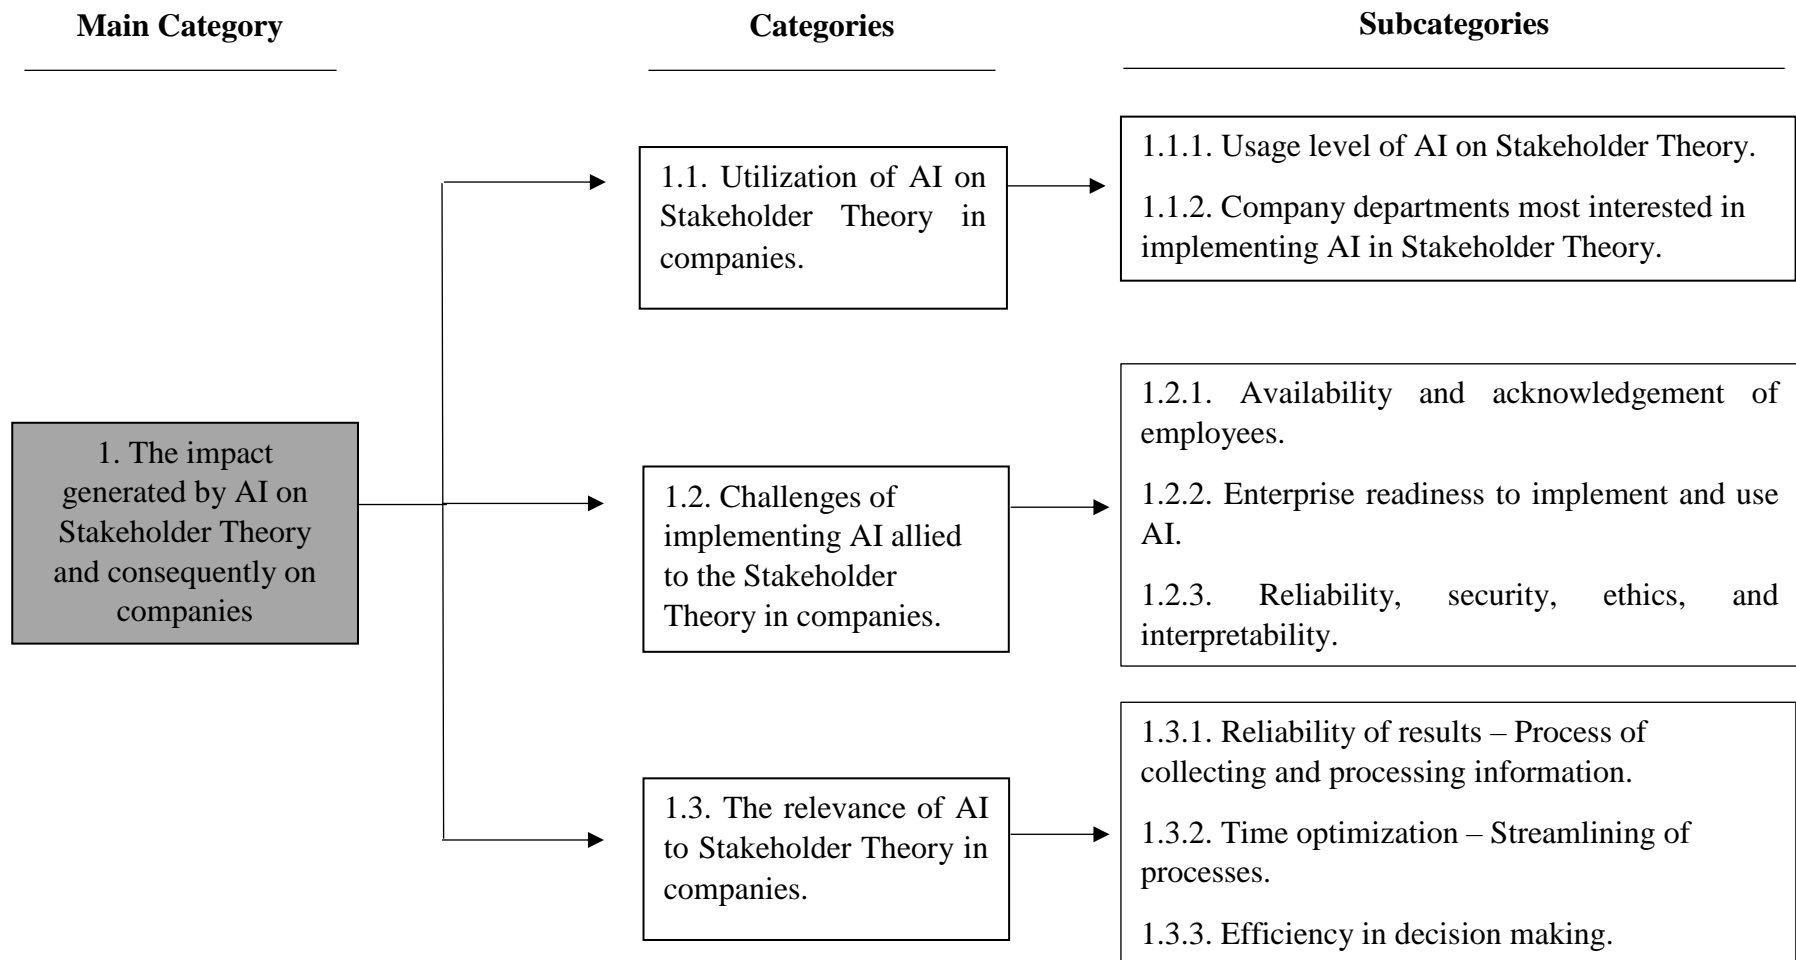 Main Category
Categories
Subcategories
1. The impact
generated by AI on
Stakeholder Theory
and consequently on
companies
1.1. Utilization of AI on
Stakeholder Theory in
companies.
1.1.1. Usage level of AI on Stakeholder Theory.
1.1.2. Company departments most interested in
implementing AI in Stakeholder Theory.
1.2. Challenges of
implementing AI allied
to the Stakeholder
Theory in companies.
1.2.1. Availability and acknowledgement of
employees.
1.2.2. Enterprise readiness to implement and use
AI.
1.2.3. Reliability, security, ethics, and
interpretability.
1.3. The relevance of AI
to Stakeholder Theory in
companies.
1.3.1. Reliability of results – Process of
collecting and processing information.
1.3.2. Time optimization – Streamlining of
processes.
1.3.3. Efficiency in decision making.